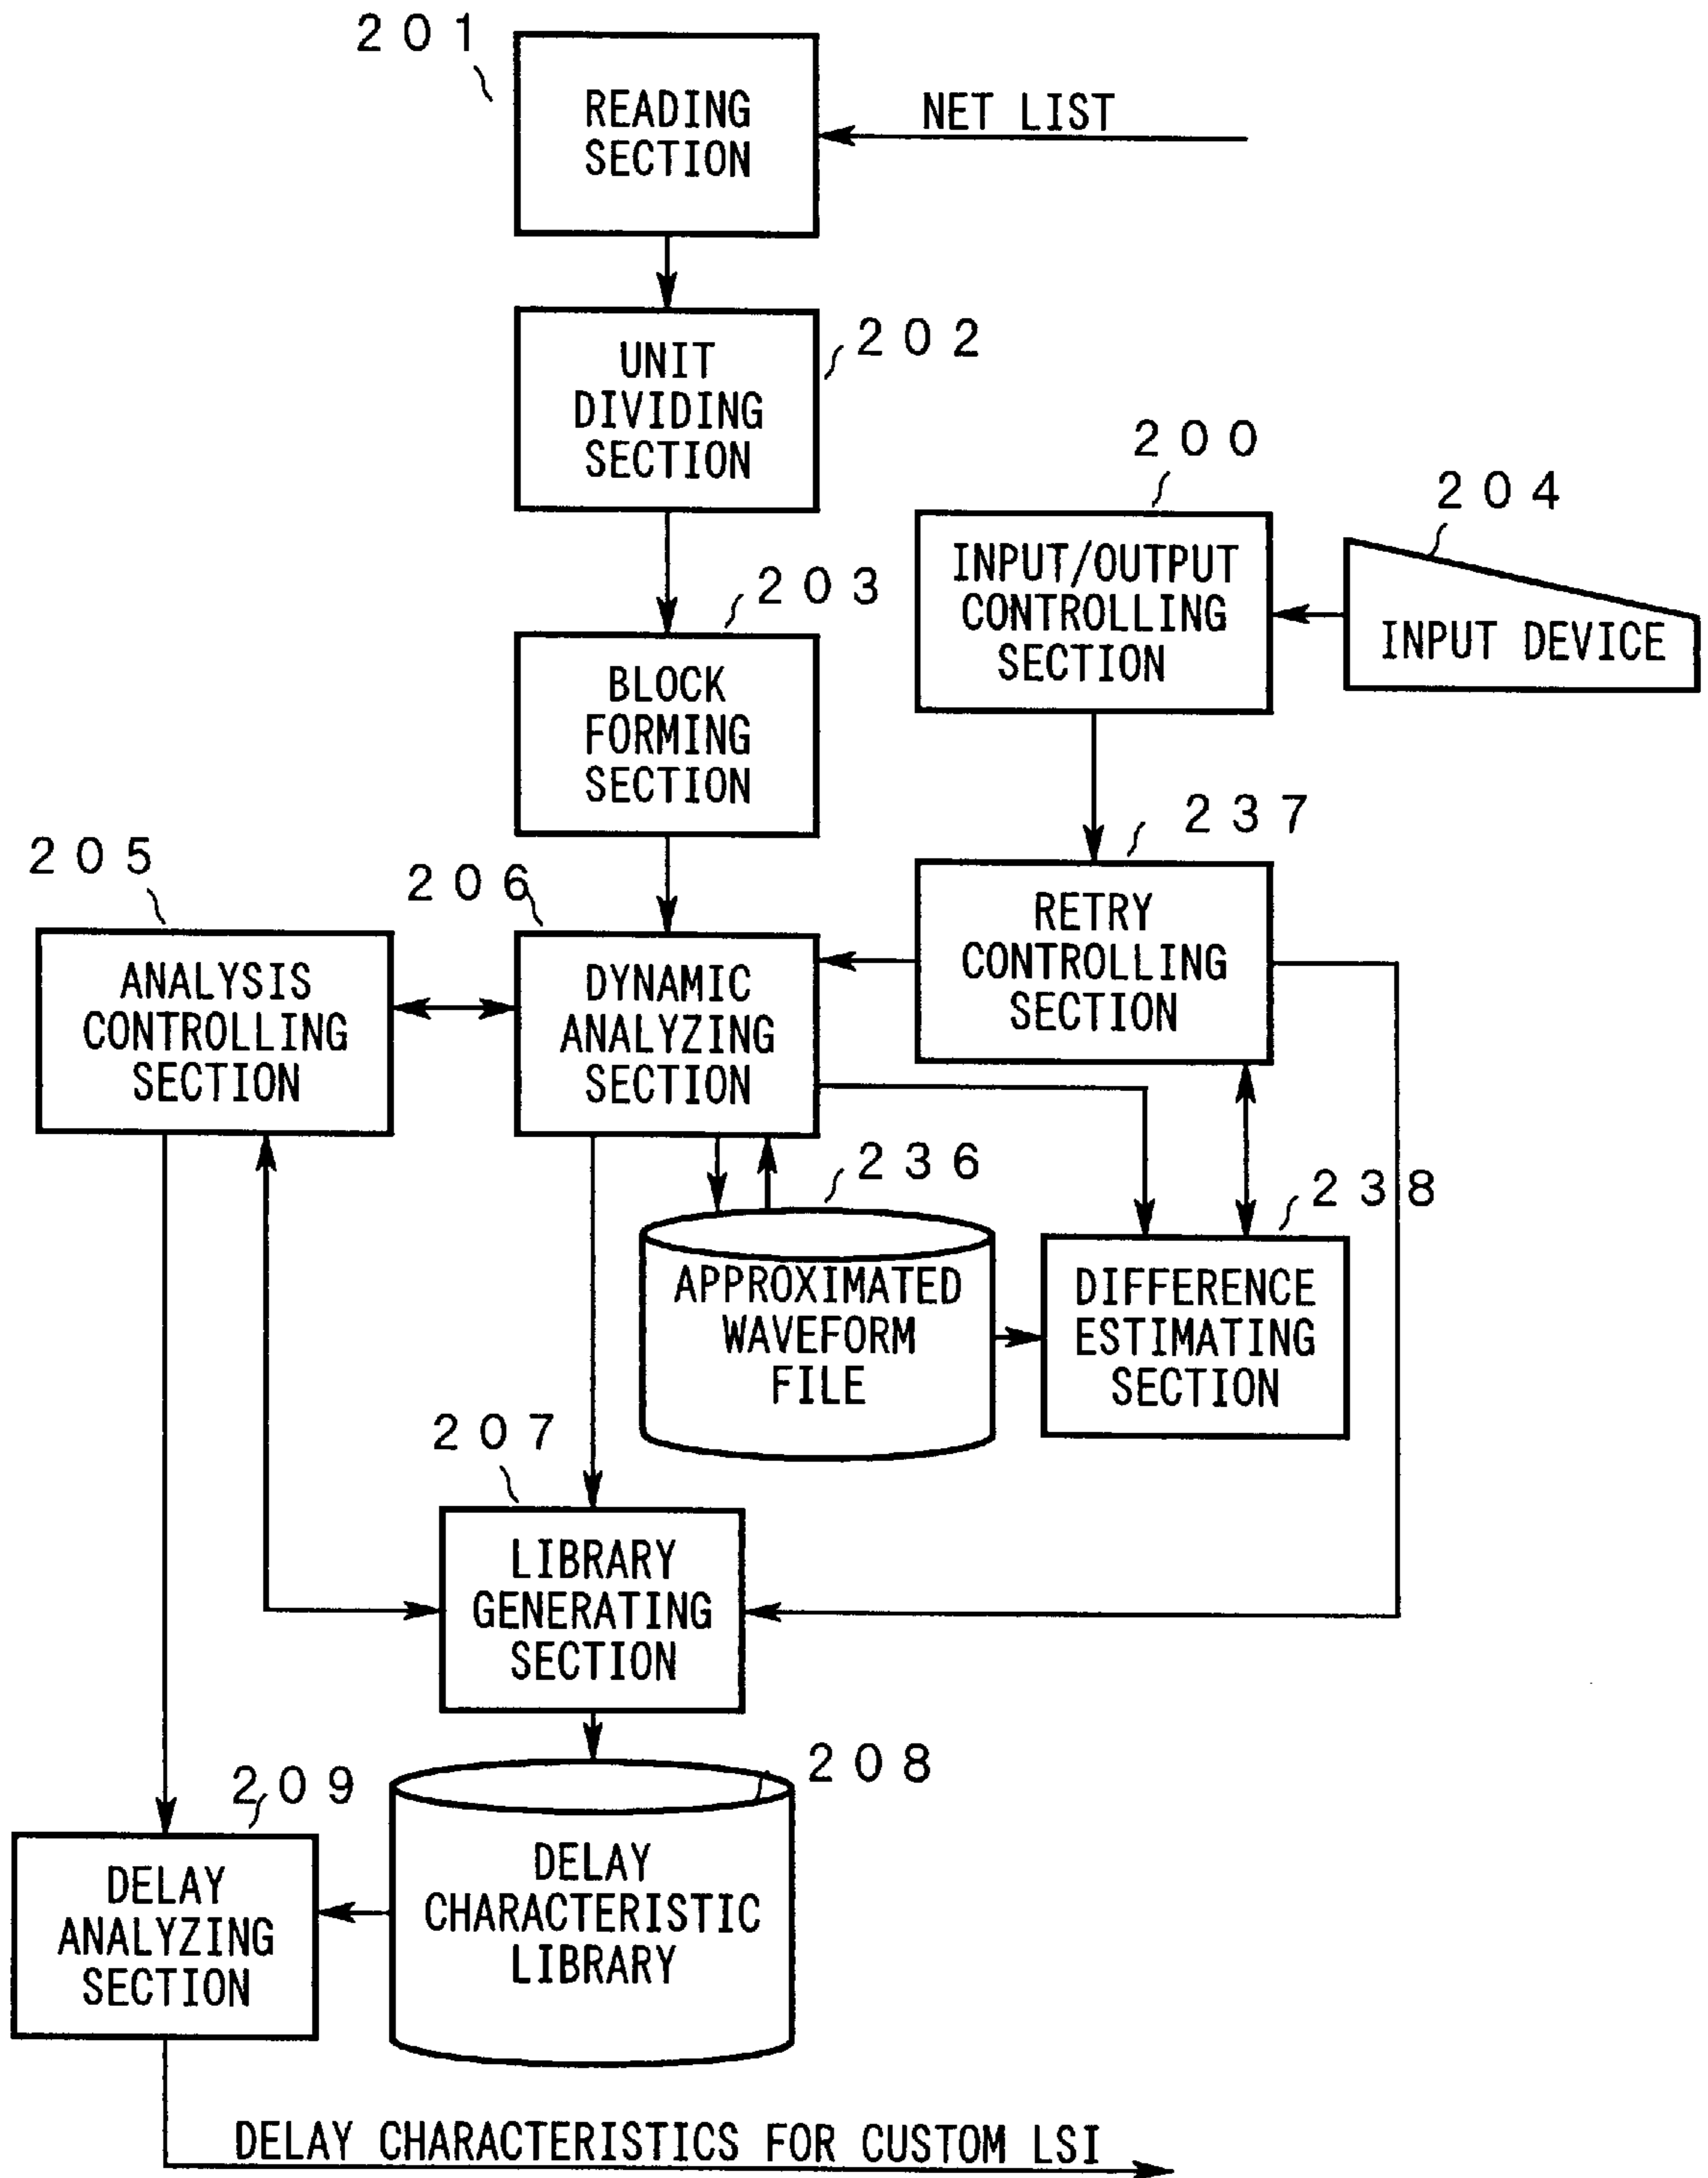 ２０１
READING
SECTION
NET LIST
UNIT
DIVIDING
SECTION
２０２
２００
２０４
INPUT/OUTPUT
CONTROLLING
SECTION
INPUT DEVICE
２０３
BLOCK
FORMING
SECTION
２３７
２０５
２０６
RETRY
CONTROLLING
SECTION
ANALYSIS
CONTROLLING
SECTION
DYNAMIC
ANALYZING
SECTION
２３６
２３８
APPROXIMATED
WAVEFORM
FILE
DIFFERENCE
ESTIMATING
SECTION
２０７
LIBRARY
GENERATING
SECTION
２０８
２０９
DELAY
CHARACTERISTIC
LIBRARY
DELAY
ANALYZING
SECTION
DELAY CHARACTERISTICS FOR CUSTOM LSI